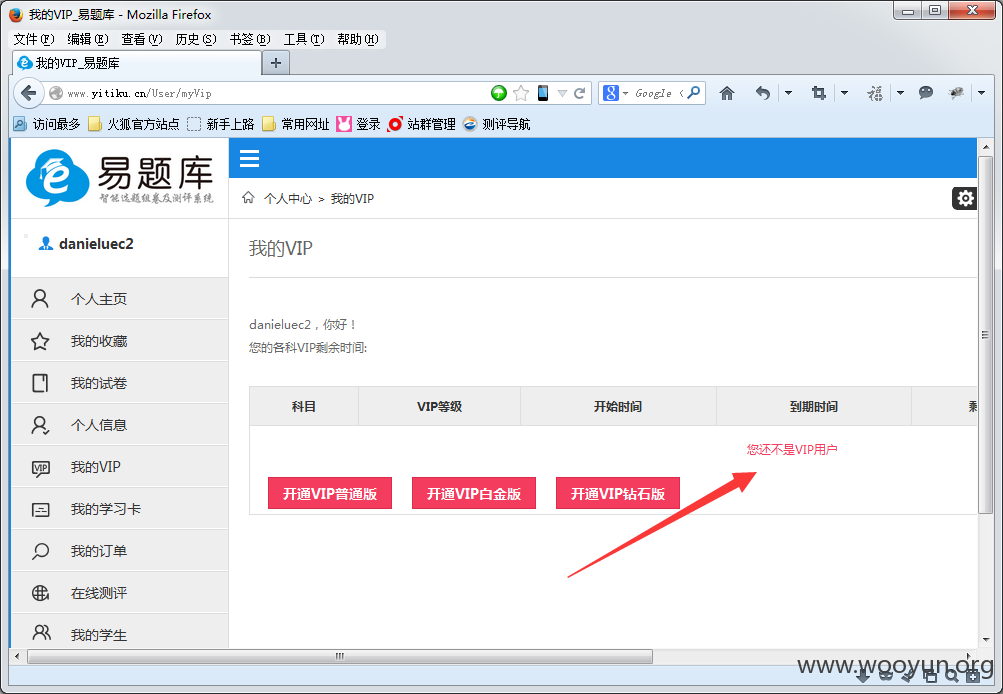 我的VIP_易题库 - Mozilla Firefox
文件(F) 编辑(E) 查看(V) 历史(S) 书签(B) 工具(T) 帮助(H)
我的VIP_易题库
www.yitiku.cn/User/myVip
Google
访问最多 火狐官方站点 新手上路 常用网址 登录 站群管理 测评导航
易题库
智能选题组卷及测评系统
个人中心 > 我的VIP
danieluec2
我的VIP
个人主页
我的收藏
我的试卷
个人信息
VIP 我的VIP
我的学习卡
我的订单
在线测评
我的学生
danieluec2，你好！
您的各科VIP剩余时间:
科目 VIP等级 开始时间 到期时间
您还不是VIP用户
开通VIP普通版 开通VIP白金版 开通VIP钻石版
www.wooyun.org